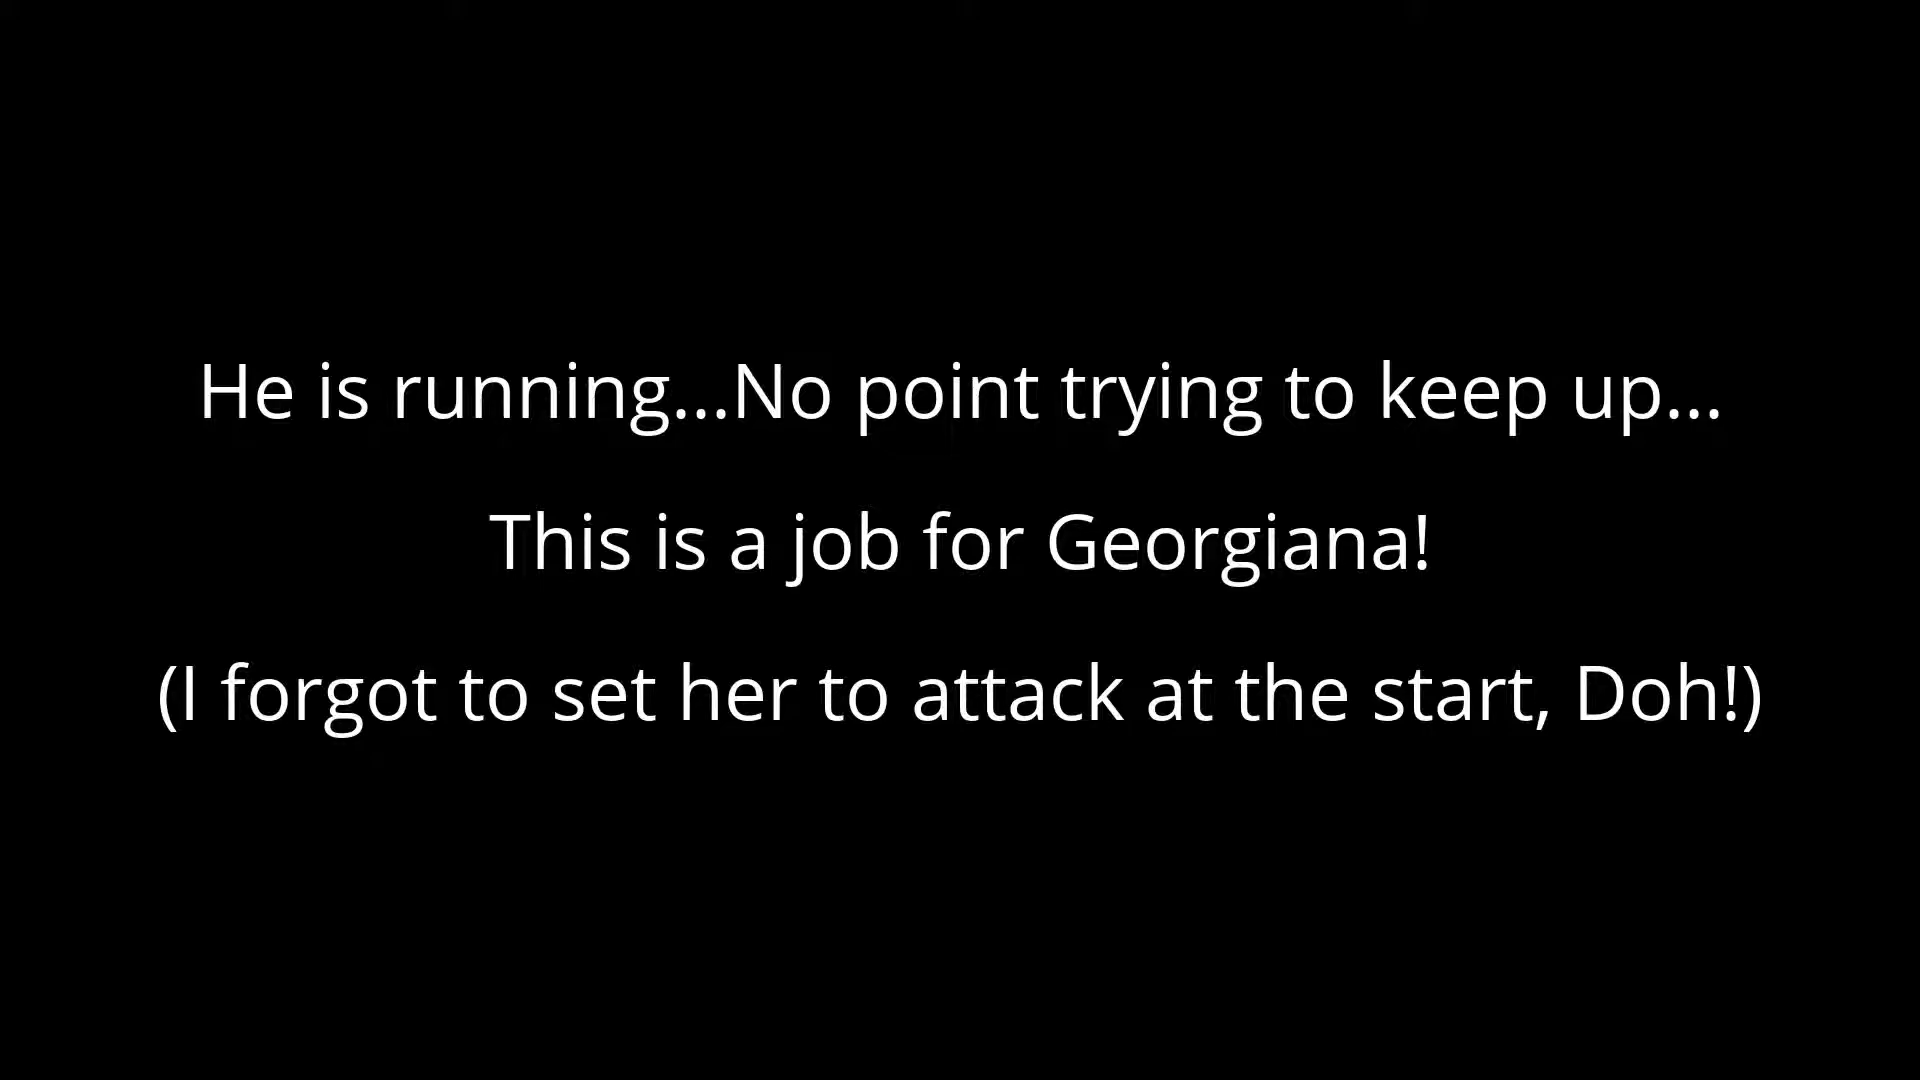 He is running...No point trying to keep up...
This is a job for Georgiana!
(I forgot to set her to attack at the start, Doh!)